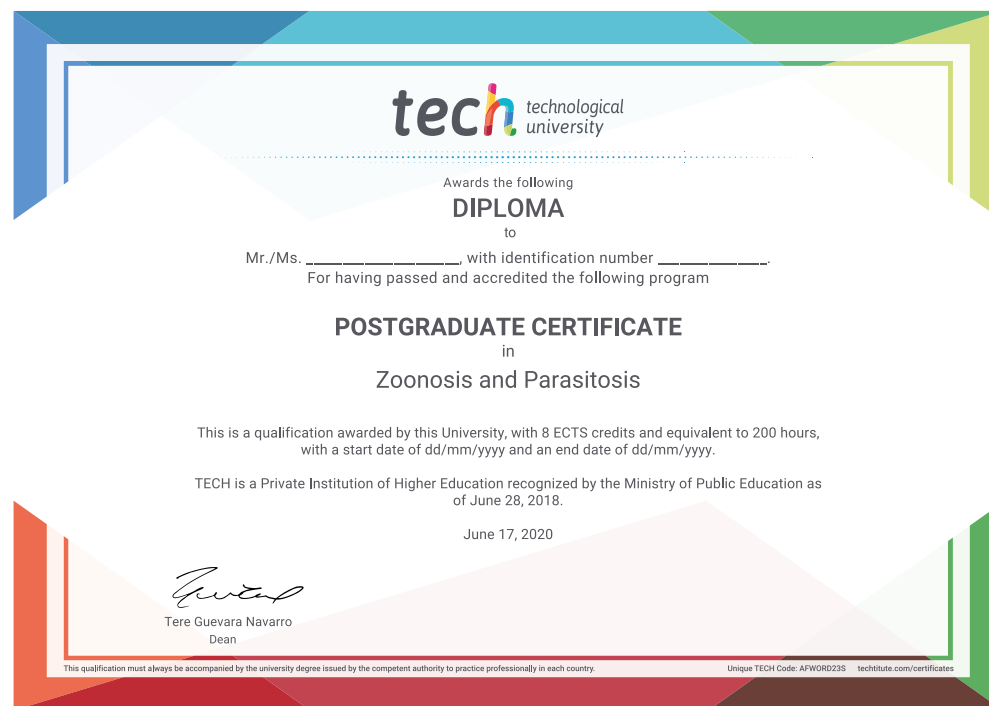 tech technological
university
Awards the following
DIPLOMA
to
Mr./Ms. ____________________, with identification number ______________.
For having passed and accredited the following program
POSTGRADUATE CERTIFICATE
in
Zoonosis and Parasitosis
This is a qualification awarded by this University, with 8 ECTS credits and equivalent to 200 hours,
with a start date of dd/mm/yyyy and an end date of dd/mm/yyyy.
TECH is a Private Institution of Higher Education recognized by the Ministry of Public Education as
of June 28, 2018.
June 17, 2020
Tere Guevara Navarro
Dean
This qualification must always be accompanied by the university degree issued by the competent authority to practice professionally in each country.
Unique TECH Code: AFWORD23S techtitute.com/certificates